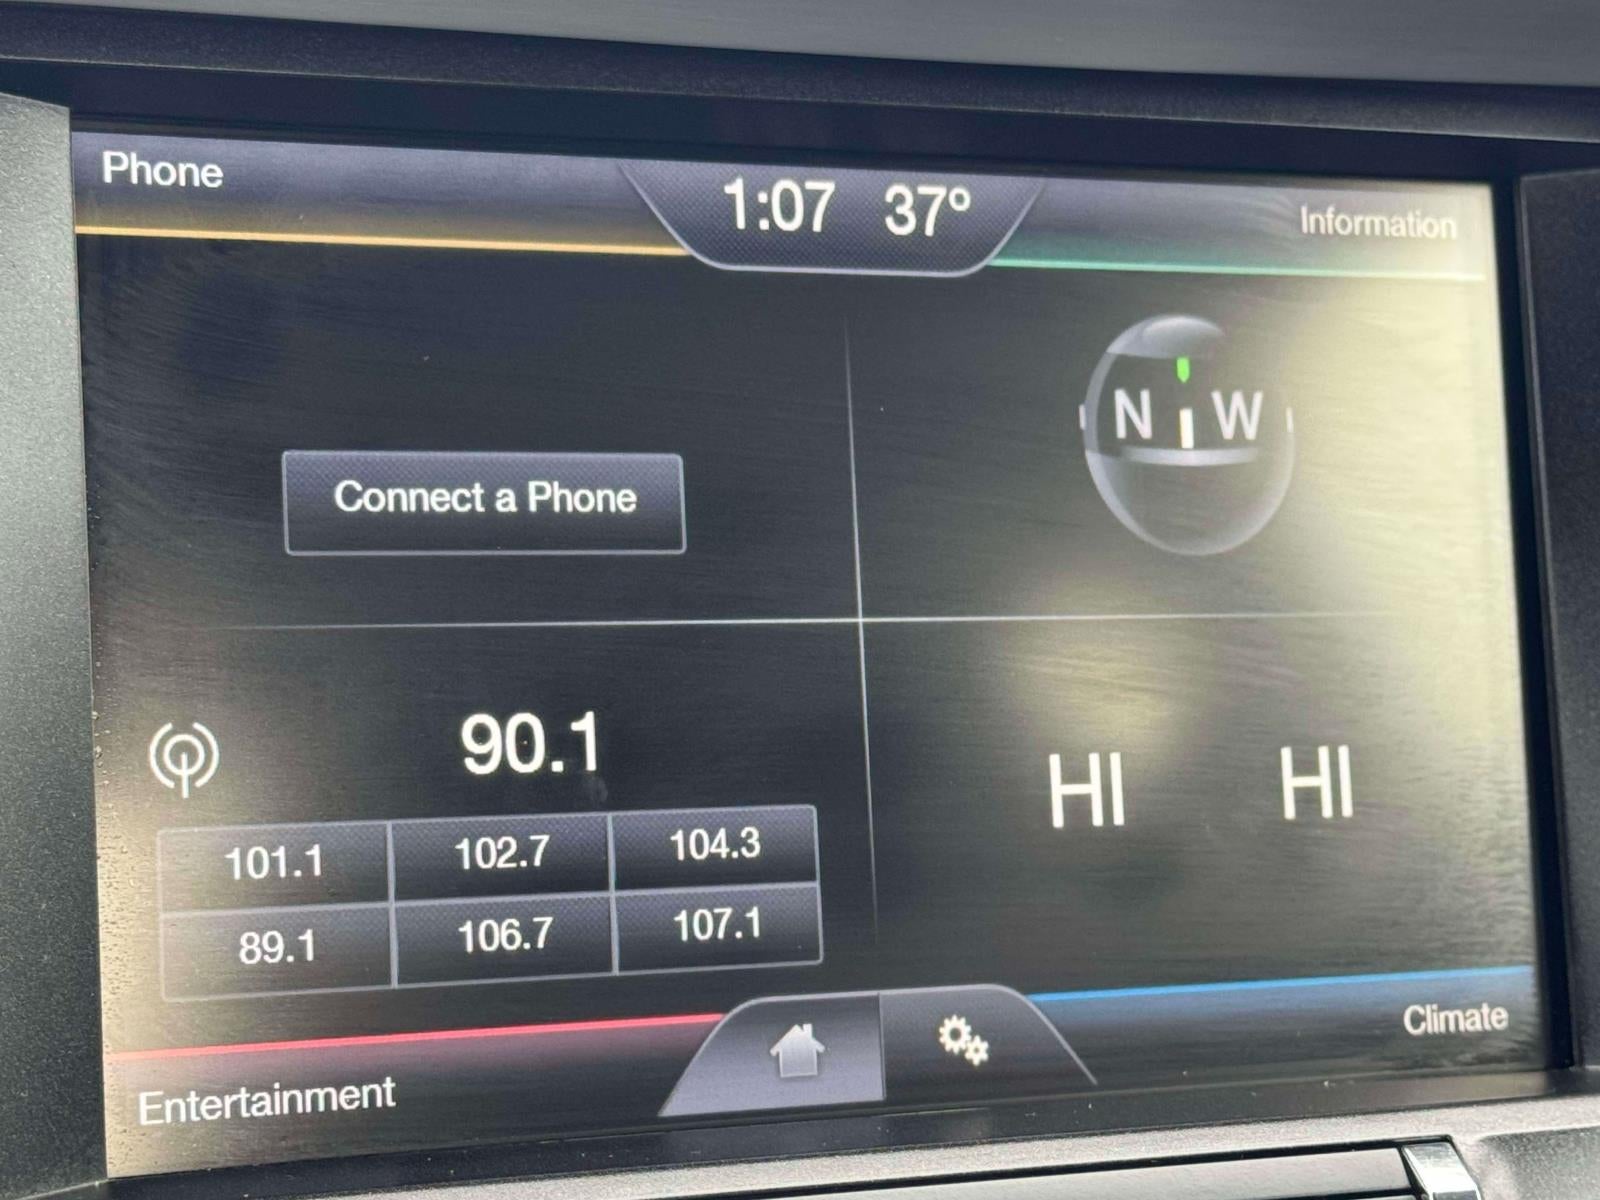 Phone
1:07 37°
Information
N W
Connect a Phone
90.1
HI HI
101.1 102.7 104.3
89.1 106.7 107.1
Climate
Entertainment